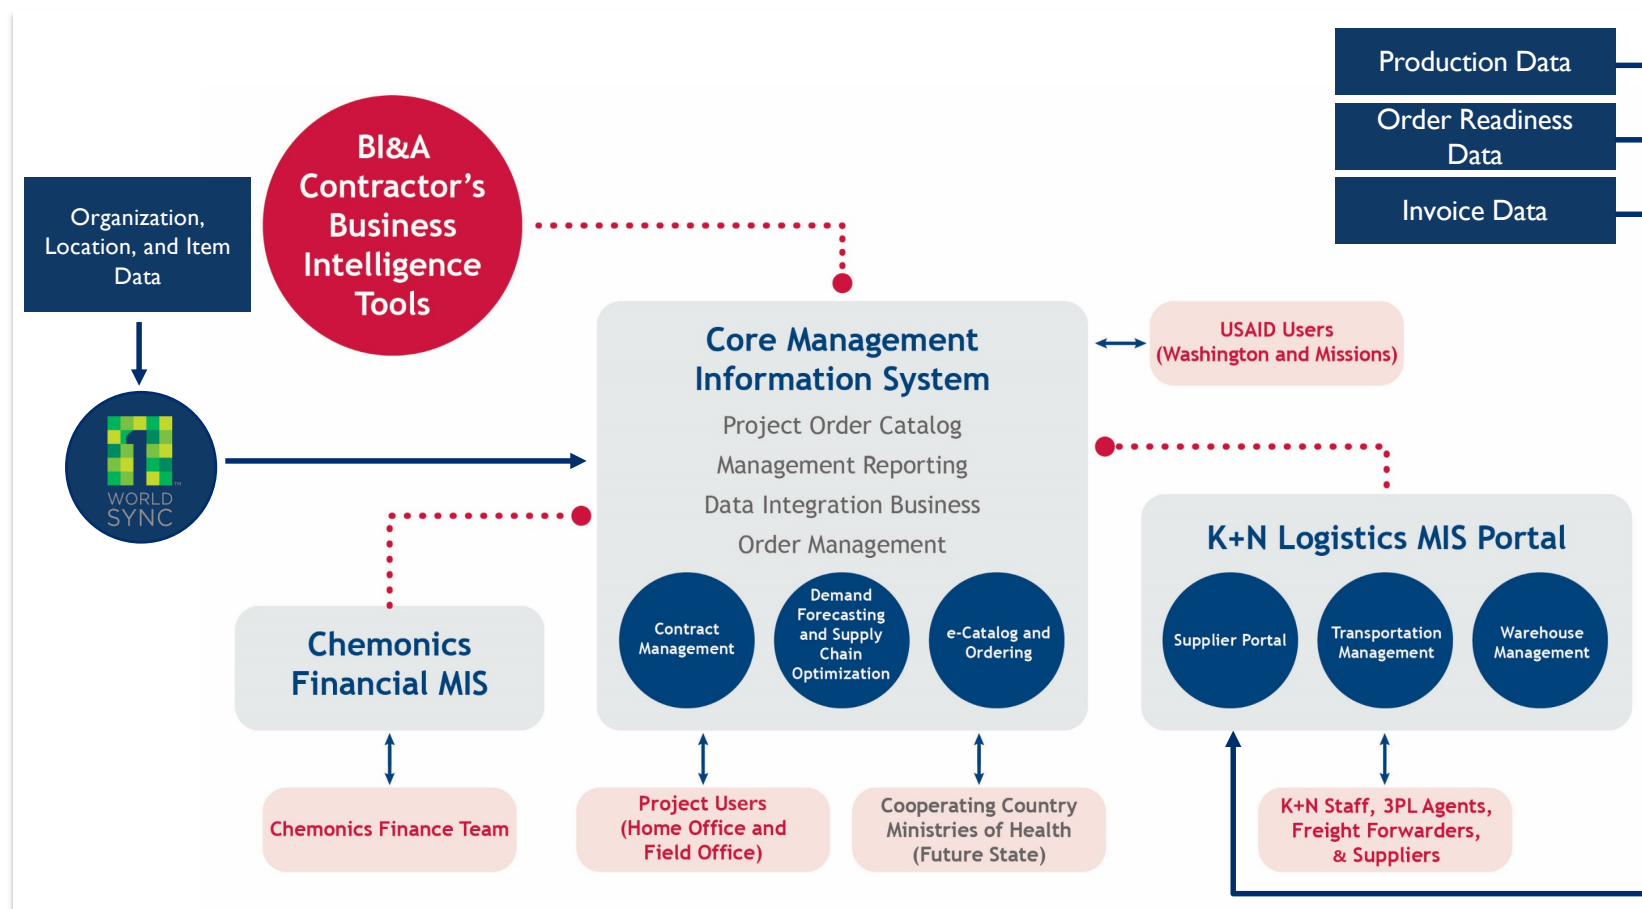 Production Data
Order Readiness
Data
Invoice Data
BI&A
Contractor's
Business
Intelligence
Tools
Organization,
Location, and Item
Data
WORLD
SYNC
™
Core Management
Information System
Project Order Catalog
Management Reporting
Data Integration Business
Order Management
Contract
Management
Demand
Forecasting
and Supply
Chain
Optimization
e-Catalog and
Ordering
USAID Users
(Washington and Missions)
K+N Logistics MIS Portal
Supplier Portal
Transportation
Management
Warehouse
Management
Chemonics
Financial MIS
Chemonics Finance Team
Project Users
(Home Office and
Field Office)
Cooperating Country
Ministries of Health
(Future State)
K+N Staff, 3PL Agents,
Freight Forwarders,
& Suppliers